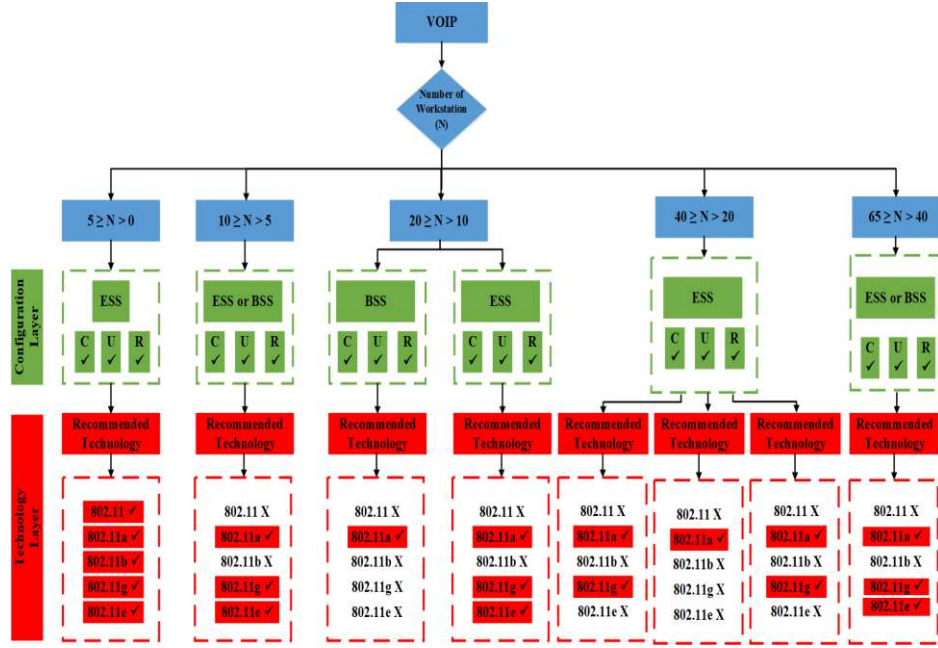 VOIP
Number of
Workstation
(N)
5 ≥ N > 0
10 ≥ N > 5
20 ≥ N > 10
40 ≥ N > 20
65 ≥ N > 40
Configuration
Layer
ESS
C ✓ U ✓ R ✓
ESS or BSS
C ✓ U ✓ R ✓
BSS
C ✓ U ✓ R ✓
ESS
C ✓ U ✓ R ✓
ESS
C ✓ U ✓ R ✓
ESS or BSS
C ✓ U ✓ R ✓
Technology
Layer
Recommended
Technology
802.11 ✓
802.11a ✓
802.11b ✓
802.11g ✓
802.11e ✓
Recommended
Technology
802.11 X
802.11a ✓
802.11b X
802.11g ✓
802.11e ✓
Recommended
Technology
802.11 X
802.11a ✓
802.11b X
802.11g X
802.11e X
Recommended
Technology
802.11 X
802.11a ✓
802.11b X
802.11g ✓
802.11e ✓
Recommended
Technology
802.11 X
802.11a ✓
802.11b X
802.11g ✓
802.11e X
Recommended
Technology
802.11 X
802.11a ✓
802.11b X
802.11g X
802.11e X
Recommended
Technology
802.11 X
802.11a ✓
802.11b X
802.11g ✓
802.11e X
Recommended
Technology
802.11 X
802.11a ✓
802.11b X
802.11g ✓
802.11e ✓